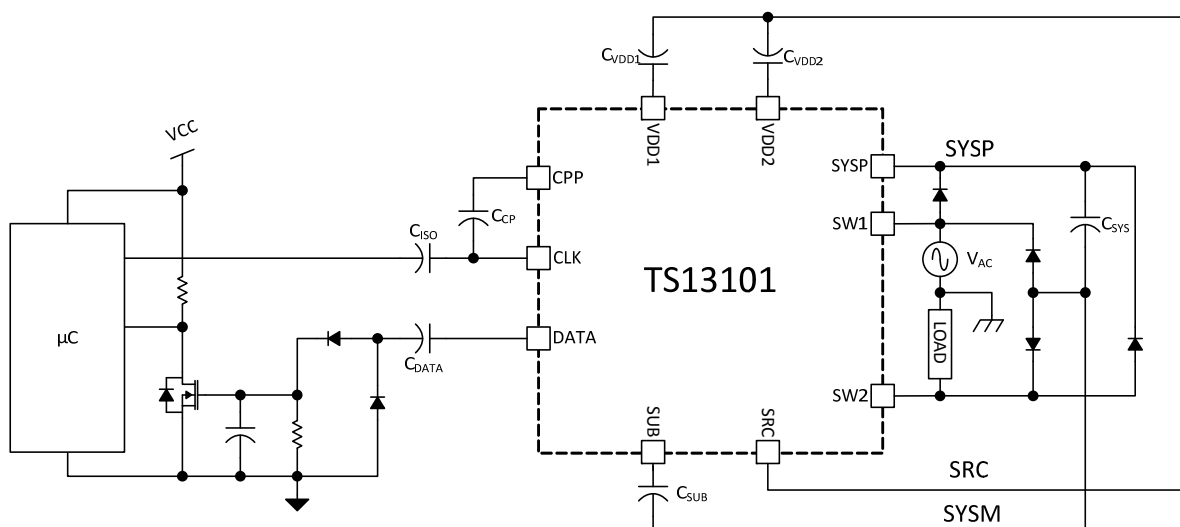 C_VDD1
C_VDD2
VCC
VDD1
VDD2
SYSP
SYSP
CPP
C_CP
SW1
C_SYS
C_ISO
CLK
V_AC
TS13101
µC
DATA
C_DATA
LOAD
SW2
SUB
SRC
SRC
C_SUB
SYSM